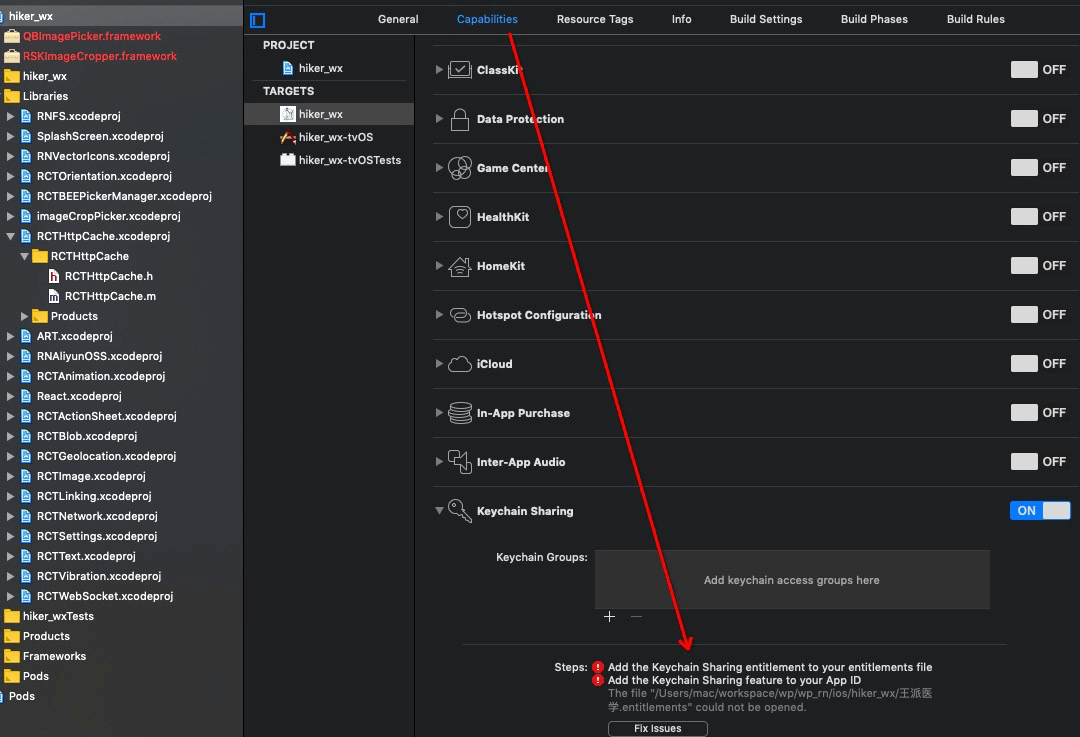 hiker_wx
QBImagePicker.framework
RSKImageCropper.framework
hiker_wx
Libraries
RNFS.xcodeproj
SplashScreen.xcodeproj
RNVectorIcons.xcodeproj
RCTOrientation.xcodeproj
RCTBEEPickerManager.xcodeproj
imageCropPicker.xcodeproj
RCTHttpCache.xcodeproj
RCTHttpCache
RCTHttpCache.h
RCTHttpCache.m
Products
ART.xcodeproj
RNAliyunOSS.xcodeproj
RCTAnimation.xcodeproj
React.xcodeproj
RCTActionSheet.xcodeproj
RCTBlob.xcodeproj
RCTGeolocation.xcodeproj
RCTImage.xcodeproj
RCTLinking.xcodeproj
RCTNetwork.xcodeproj
RCTSettings.xcodeproj
RCTText.xcodeproj
RCTVibration.xcodeproj
RCTWebSocket.xcodeproj
hiker_wxTests
Products
Frameworks
Pods
Pods
General Capabilities Resource Tags Info Build Settings Build Phases Build Rules
PROJECT
hiker_wx
TARGETS
hiker_wx
hiker_wx-tvOS
hiker_wx-tvOSTests
ClassKit OFF
Data Protection OFF
Game Center OFF
HealthKit OFF
HomeKit OFF
Hotspot Configuration OFF
iCloud OFF
In-App Purchase OFF
Inter-App Audio OFF
Keychain Sharing ON
Keychain Groups: Add keychain access groups here
Steps: Add the Keychain Sharing entitlement to your entitlements file
Add the Keychain Sharing feature to your App ID
The file "/Users/mac/workspace/wp/wp_rn/ios/hiker_wx/王派医
学.entitlements" could not be opened.
Fix Issues